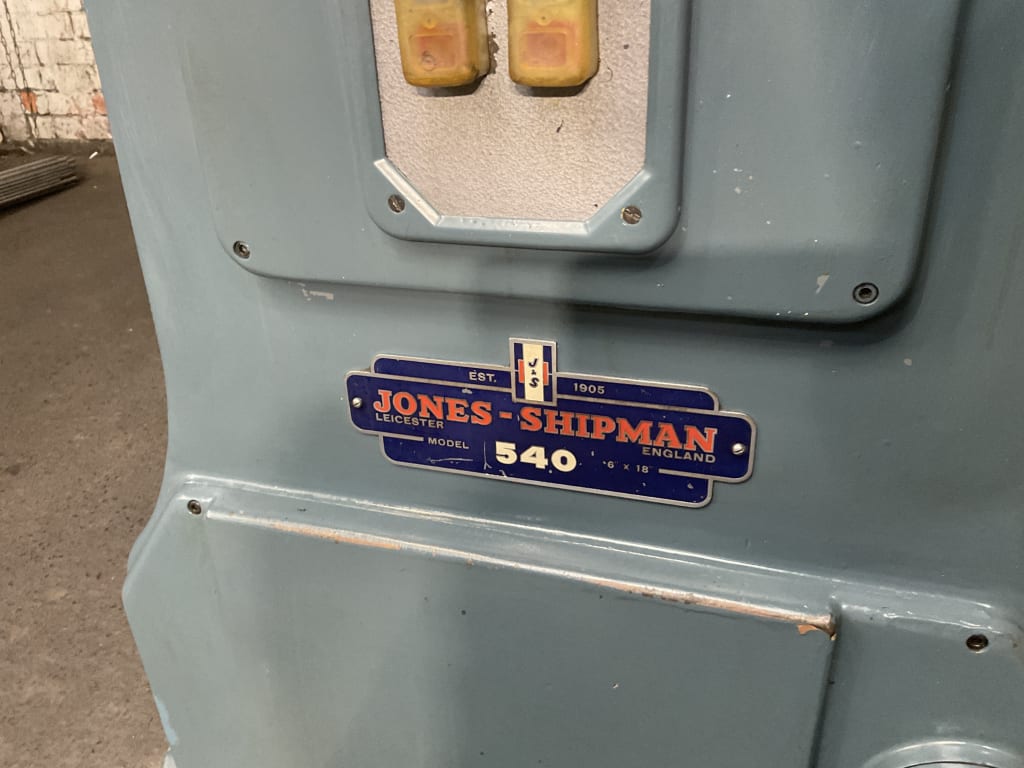 J & S
EST. 1905
JONES-SHIPMAN
LEICESTER ENGLAND
MODEL 540 6" x 18"